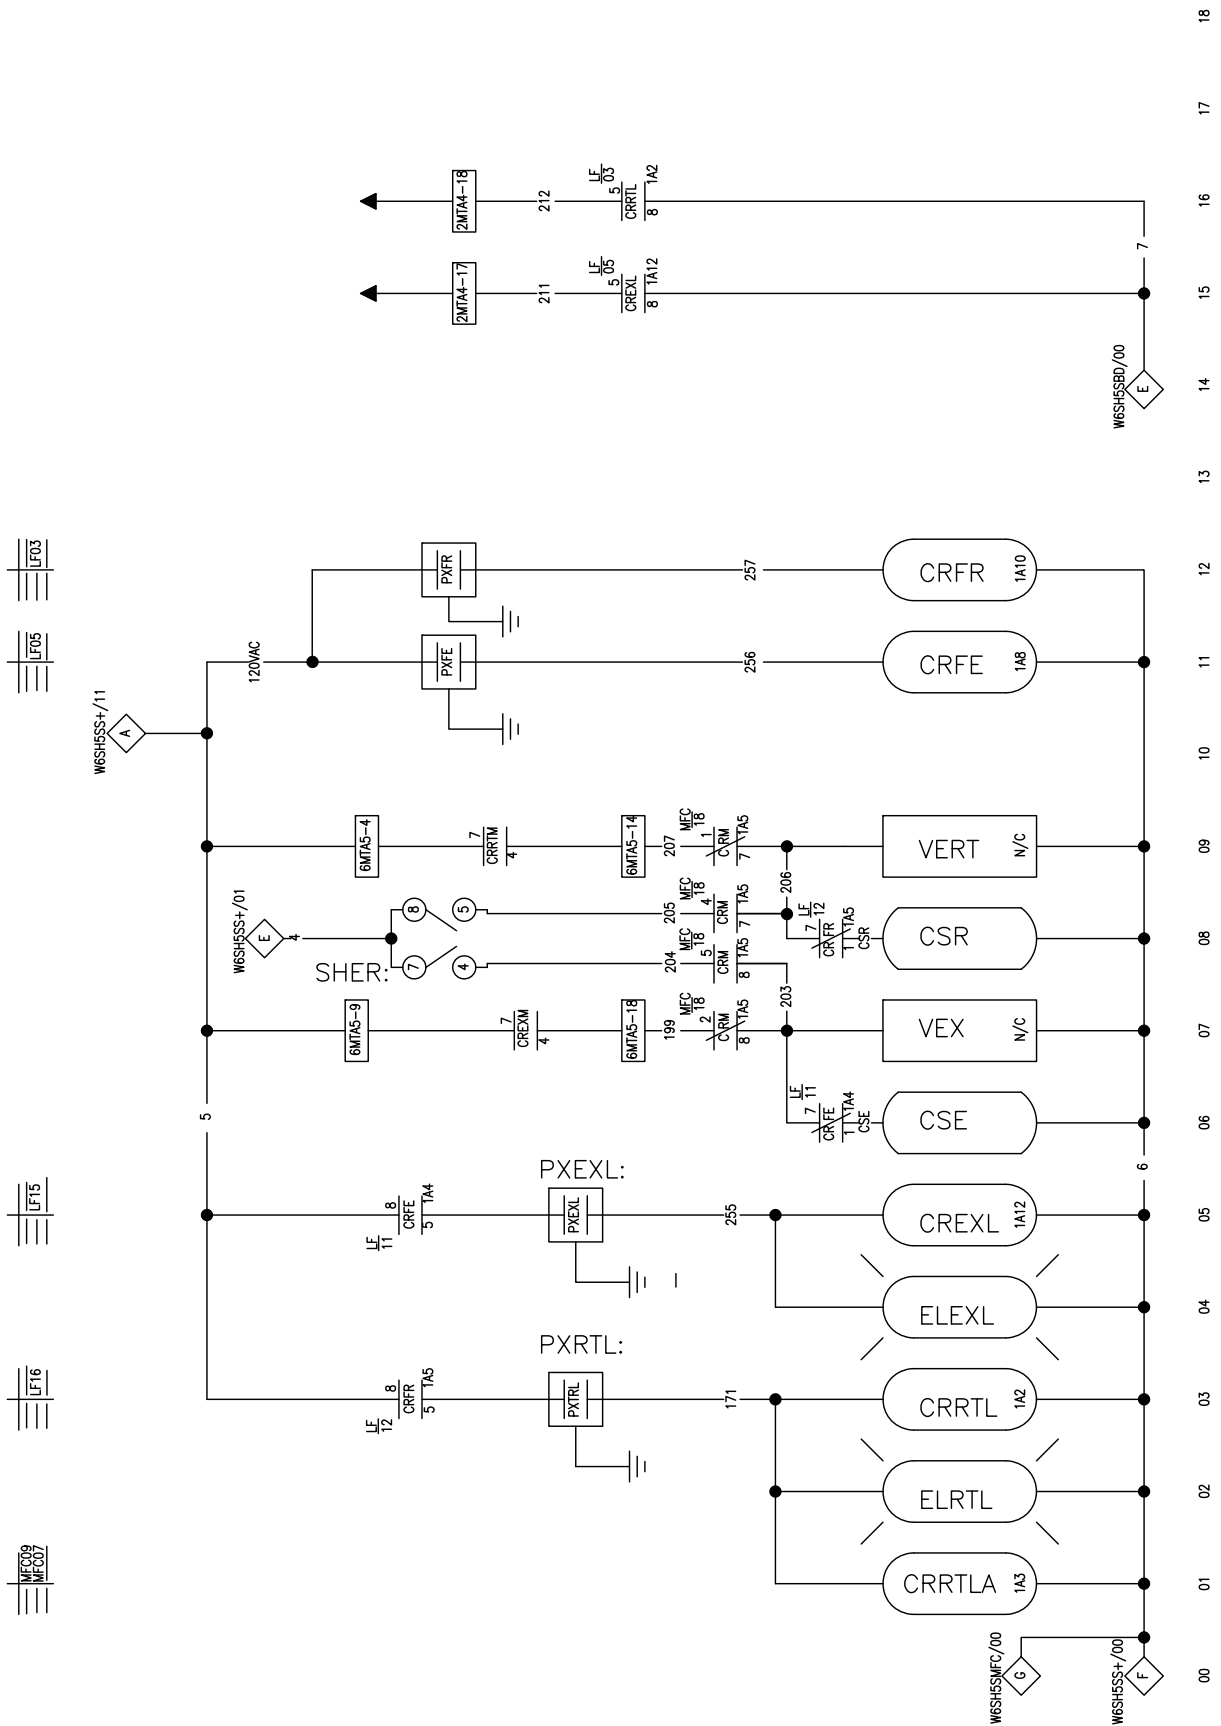 MFC09
MFC07
LF16
LF15
LF05
LF03
W6SH5SMFC/00
G
W6SH5SS+/00
F
CRRTLA
1A3
ELRTL
LF
12
8
CRFR
5
1A5
PXRTL:
PXTRL
171
CRRTL
1A2
ELEXL
LF
11
8
CRFE
5
1A4
PXEXL:
PXEXL
255
CREXL
1A12
5
6
LF
11
7
CRFE
1
1A4
CSE
CSE
6MTA5-9
7
CREXM
4
6MTA5-18
199
MFC
18
2
CRM
8
1A5
203
VEX
N/C
W6SH5SS+/01
E
4
SHER:
7
8
4
5
204
MFC
18
5
CRM
8
1A5
205
MFC
18
4
CRM
7
1A5
206
LF
12
7
CRFR
1
1A5
CSR
CSR
6MTA5-4
7
CRRTM
4
6MTA5-14
207
MFC
18
1
CRM
7
1A5
VERT
N/C
W6SH5SS+/11
A
120VAC
PXFE
256
CRFE
1A8
PXFR
257
CRFR
1A10
W6SH5SBD/00
E
2MTA4-17
211
LF
05
5
CREXL
8
1A12
2MTA4-18
212
LF
03
5
CRRTL
8
1A2
7
00
01
02
03
04
05
06
07
08
09
10
11
12
13
14
15
16
17
18